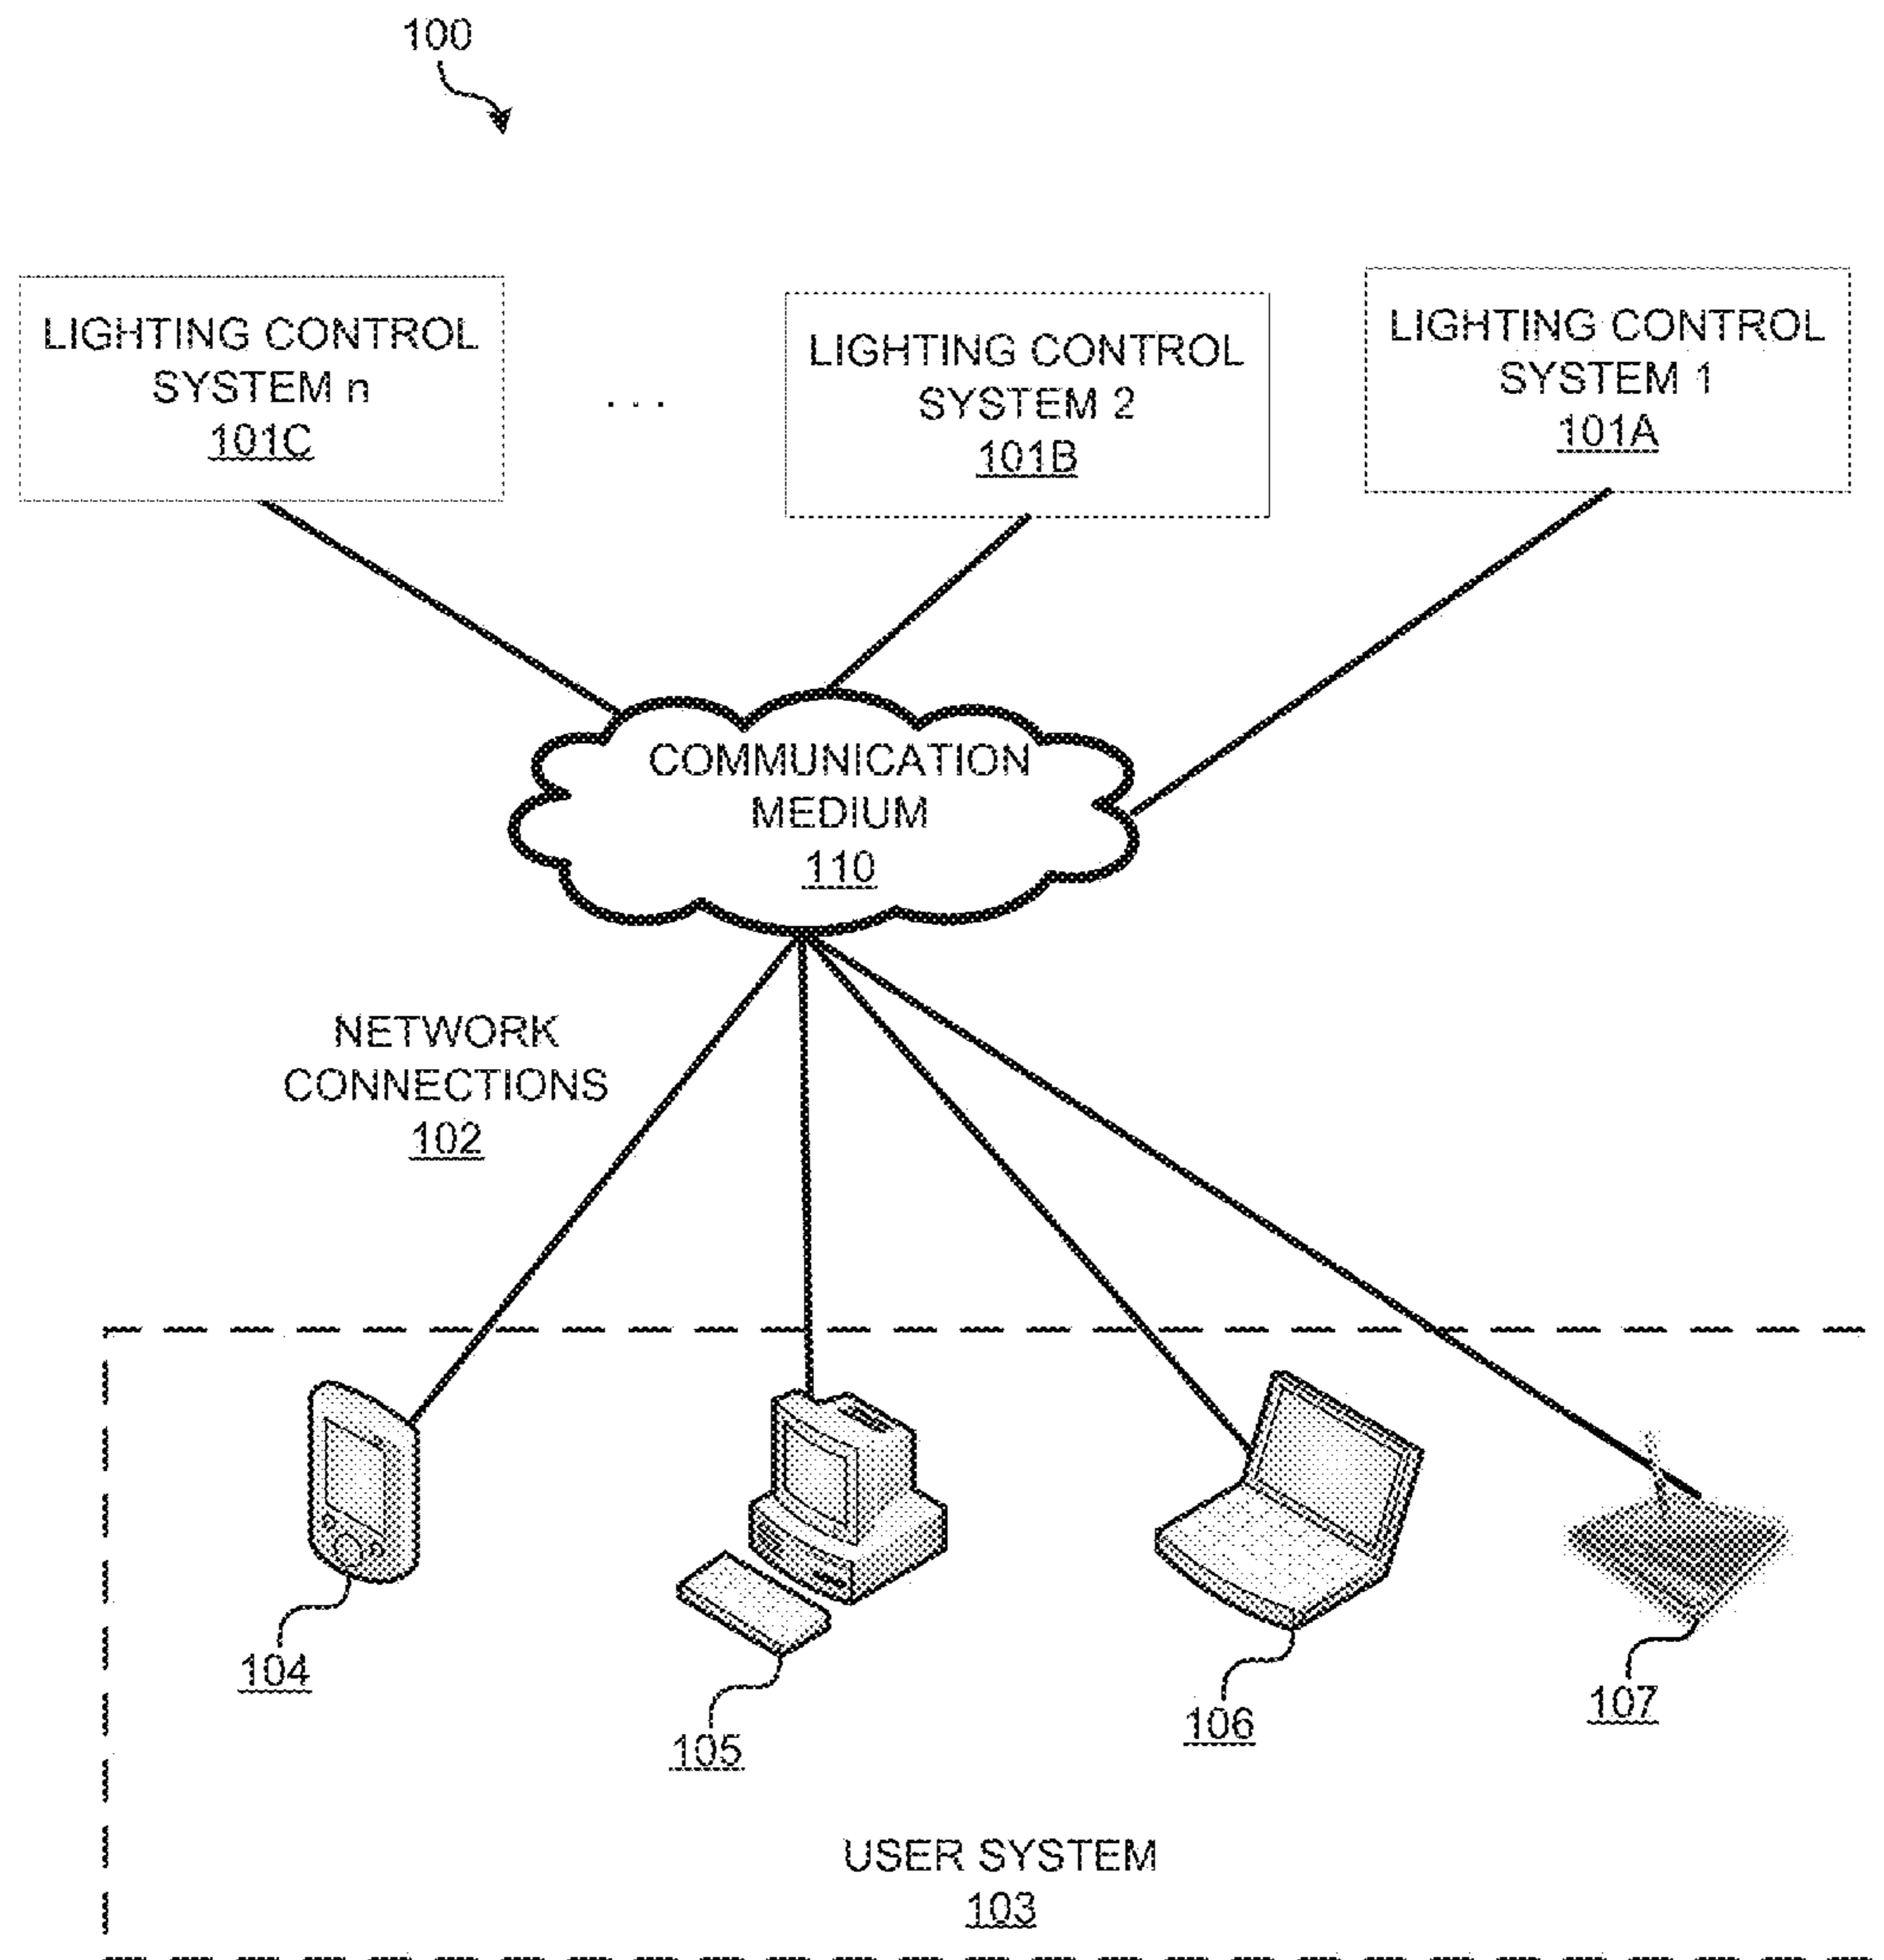 100
LIGHTING CONTROL
SYSTEM n
101C
. . .
LIGHTING CONTROL
SYSTEM 2
101B
LIGHTING CONTROL
SYSTEM 1
101A
COMMUNICATION
MEDIUM
110
NETWORK
CONNECTIONS
102
104
105
106
107
USER SYSTEM
103